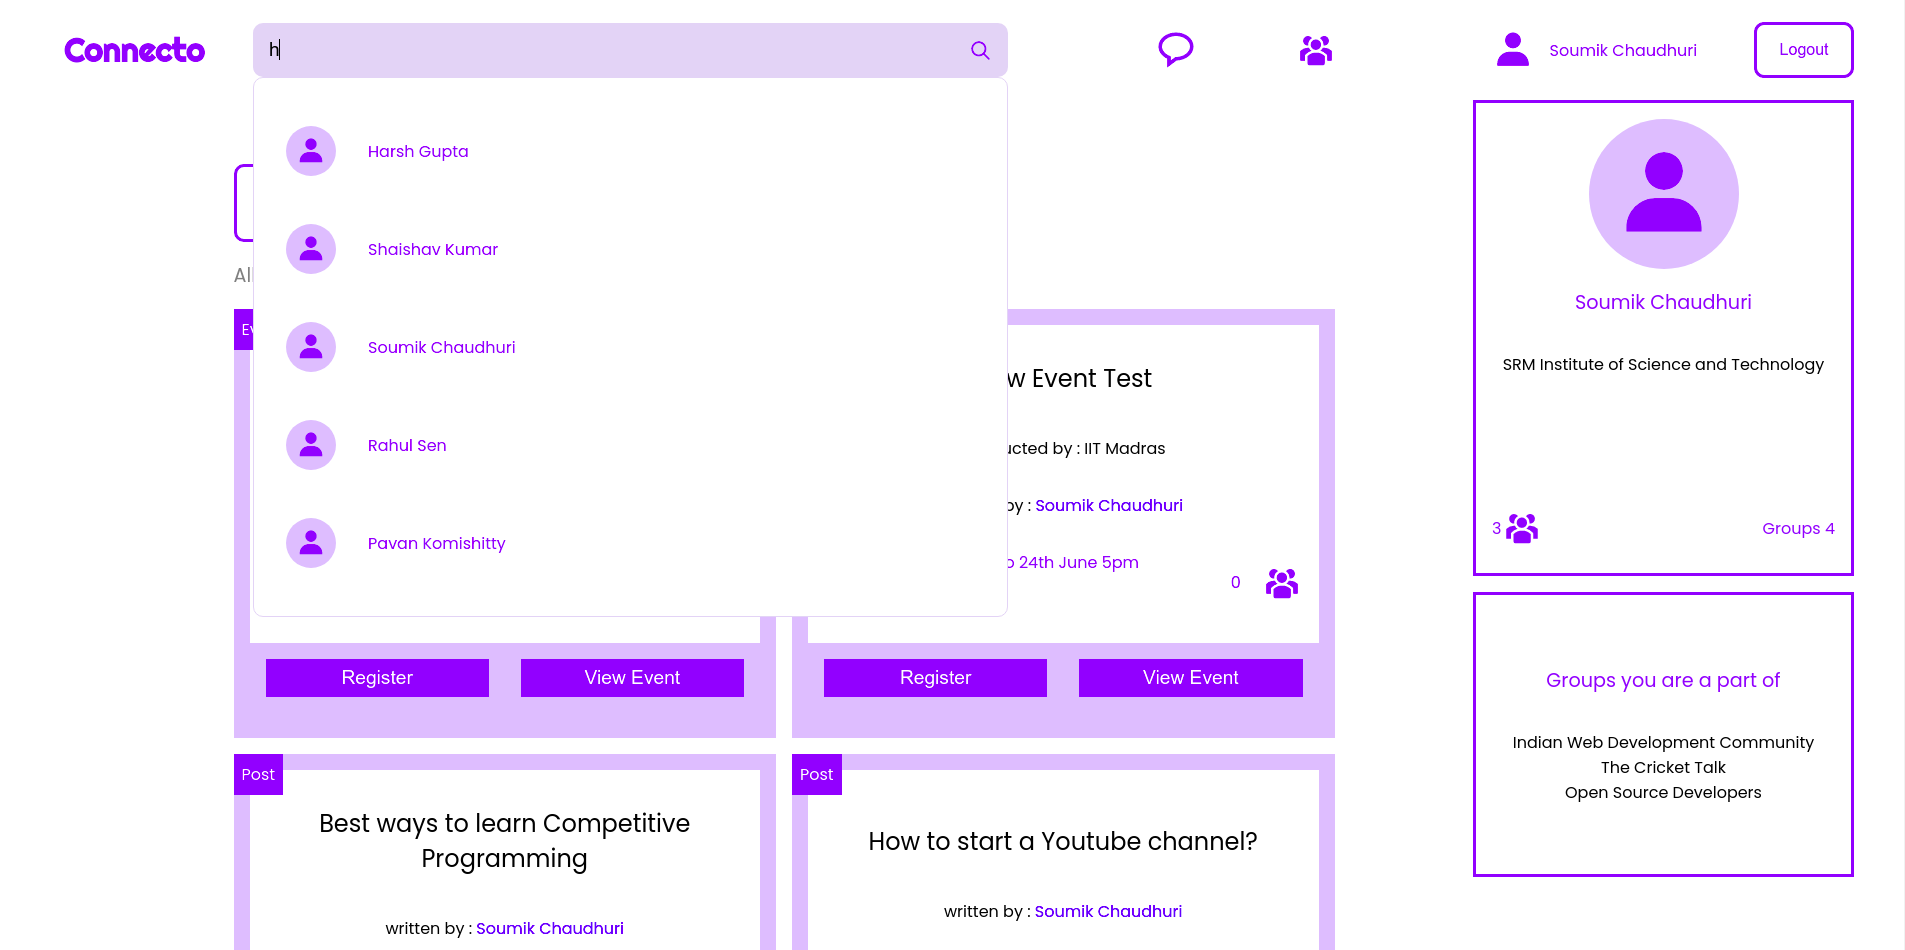 Connecto
h
Soumik Chaudhuri
Logout
Harsh Gupta
Shaishav Kumar
Soumik Chaudhuri
Rahul Sen
Pavan Komishitty
Event Test
by : IIT Madras
by : Soumik Chaudhuri
24th June 5pm
0
Register
View Event
Register
View Event
Post
Best ways to learn Competitive
Programming
written by : Soumik Chaudhuri
Post
How to start a Youtube channel?
written by : Soumik Chaudhuri
Soumik Chaudhuri
SRM Institute of Science and Technology
3
Groups 4
Groups you are a part of
Indian Web Development Community
The Cricket Talk
Open Source Developers